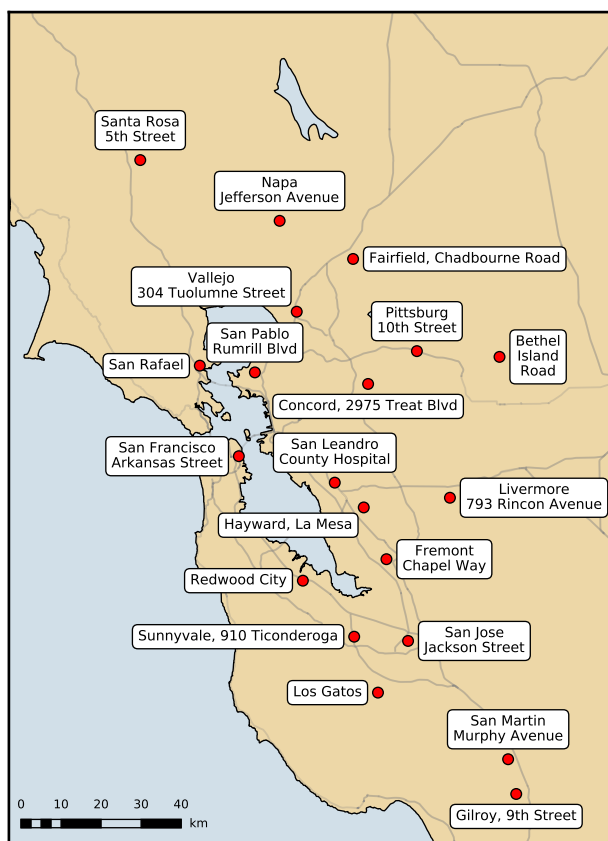 Santa Rosa
5th Street
Napa
Jefferson Avenue
Fairfield, Chadbourne Road
Vallejo
304 Tuolumne Street
Pittsburg
10th Street
San Pablo
Rumrill Blvd
Bethel
Island
Road
San Rafael
Concord, 2975 Treat Blvd
San Francisco
Arkansas Street
San Leandro
County Hospital
Livermore
793 Rincon Avenue
Hayward, La Mesa
Fremont
Chapel Way
Redwood City
Sunnyvale, 910 Ticonderoga
San Jose
Jackson Street
Los Gatos
San Martin
Murphy Avenue
Gilroy, 9th Street
0 10 20 30 40
km